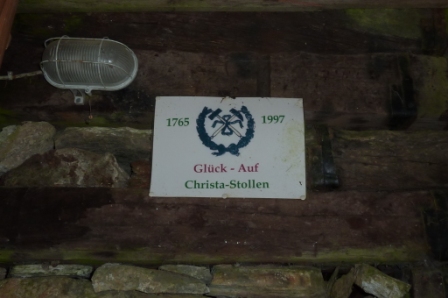 1765 1997
Glück - Auf
Christa-Stollen